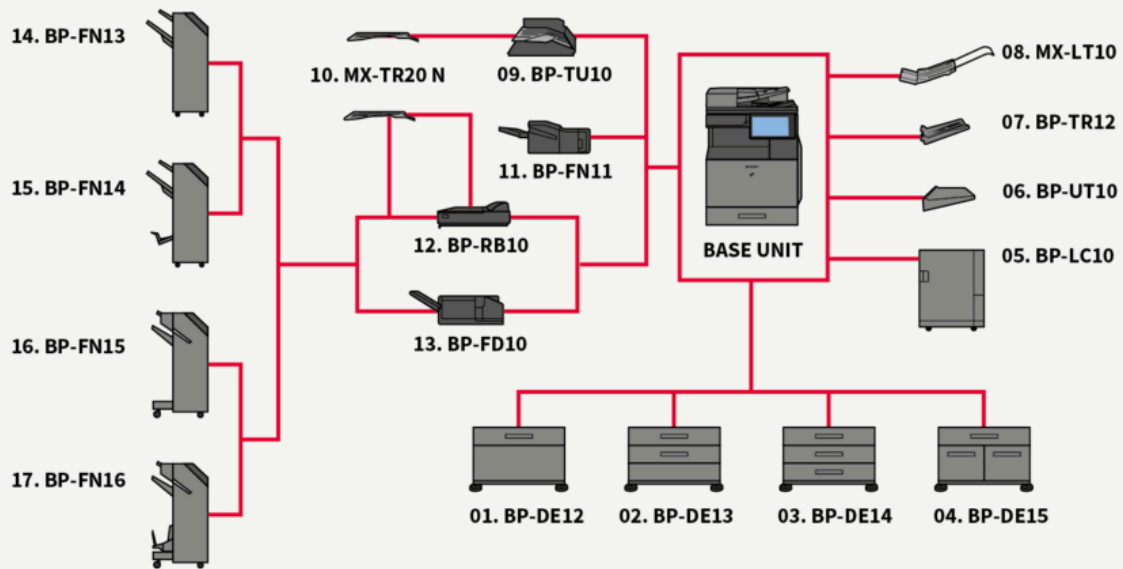 14. BP-FN13
10. MX-TR20 N
09. BP-TU10
08. MX-LT10
07. BP-TR12
11. BP-FN11
15. BP-FN14
06. BP-UT10
12. BP-RB10
BASE UNIT
05. BP-LC10
16. BP-FN15
13. BP-FD10
17. BP-FN16
01. BP-DE12
02. BP-DE13
03. BP-DE14
04. BP-DE15